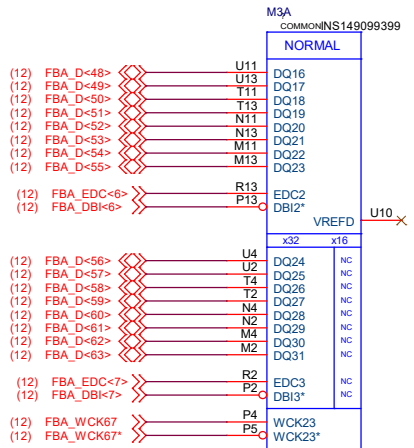 M3A
COMMON INS149099399
NORMAL
(12) FBA_D<48> U11 DQ16
(12) FBA_D<49> U13 DQ17
(12) FBA_D<50> T11 DQ18
(12) FBA_D<51> T13 DQ19
(12) FBA_D<52> N11 DQ20
(12) FBA_D<53> N13 DQ21
(12) FBA_D<54> M11 DQ22
(12) FBA_D<55> M13 DQ23
(12) FBA_EDC<6> R13 EDC2
(12) FBA_DBI<6> P13 DBI2*
VREFD U10
x32 x16
(12) FBA_D<56> U4 DQ24 NC
(12) FBA_D<57> U2 DQ25 NC
(12) FBA_D<58> T4 DQ26 NC
(12) FBA_D<59> T2 DQ27 NC
(12) FBA_D<60> N4 DQ28 NC
(12) FBA_D<61> N2 DQ29 NC
(12) FBA_D<62> M4 DQ30 NC
(12) FBA_D<63> M2 DQ31 NC
(12) FBA_EDC<7> R2 EDC3 NC
(12) FBA_DBI<7> P2 DBI3* NC
(12) FBA_WCK67 P4 WCK23
(12) FBA_WCK67* P5 WCK23*